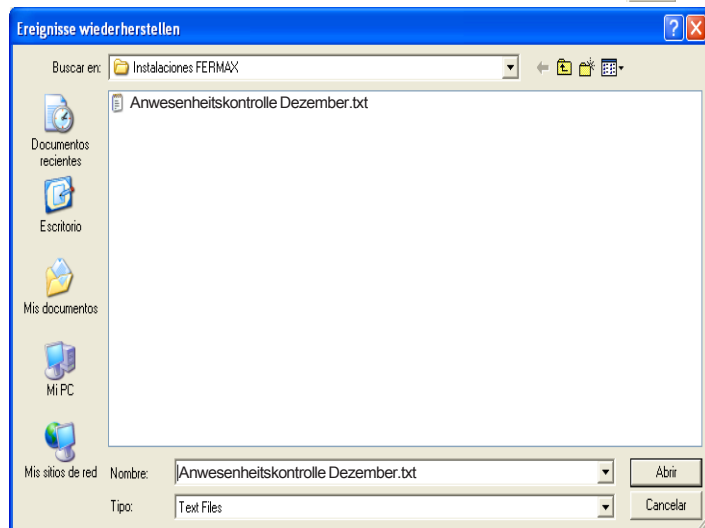 Ereignisse wiederherstellen
Buscar en: Instalaciones FERMAX
Anwesenheitskontrolle Dezember.txt
Documentos
recientes
Escritorio
Mis documentos
Mi PC
Mis sitios de red
Nombre: Anwesenheitskontrolle Dezember.txt Abrir
Tipo: Text Files Cancelar